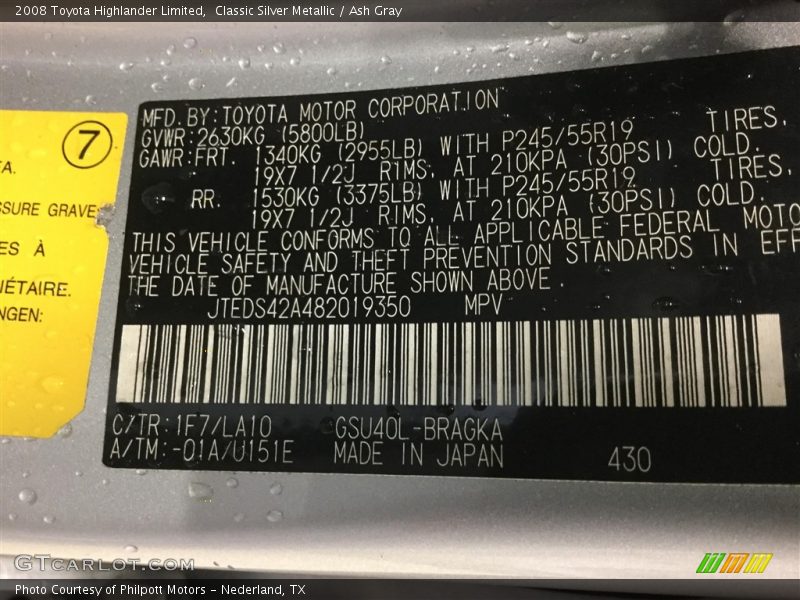 2008 Toyota Highlander Limited, Classic Silver Metallic / Ash Gray
7
TA.
SSURE GRAVE
ES À
IÉTAIRE.
NGEN:
MFD. BY:TOYOTA MOTOR CORPORATION
GVWR:2630KG (5800LB)
GAWR:FRT. 1340KG (2955LB) WITH P245/55R19 TIRES,
19X7 1/2J RIMS, AT 210KPA (30PSI) COLD.
RR. 1530KG (3375LB) WITH P245/55R19 TIRES,
19X7 1/2J RIMS, AT 210KPA (30PSI) COLD.
THIS VEHICLE CONFORMS TO ALL APPLICABLE FEDERAL MOTO
VEHICLE SAFETY AND THEFT PREVENTION STANDARDS IN EFF
THE DATE OF MANUFACTURE SHOWN ABOVE.
JTEDS42A482019350 MPV
C/TR:1F7/LA10 GSU40L-BRAGKA
A/TM:-01A/U151E MADE IN JAPAN 430
GTCARLOT.COM
Photo Courtesy of Philpott Motors - Nederland, TX